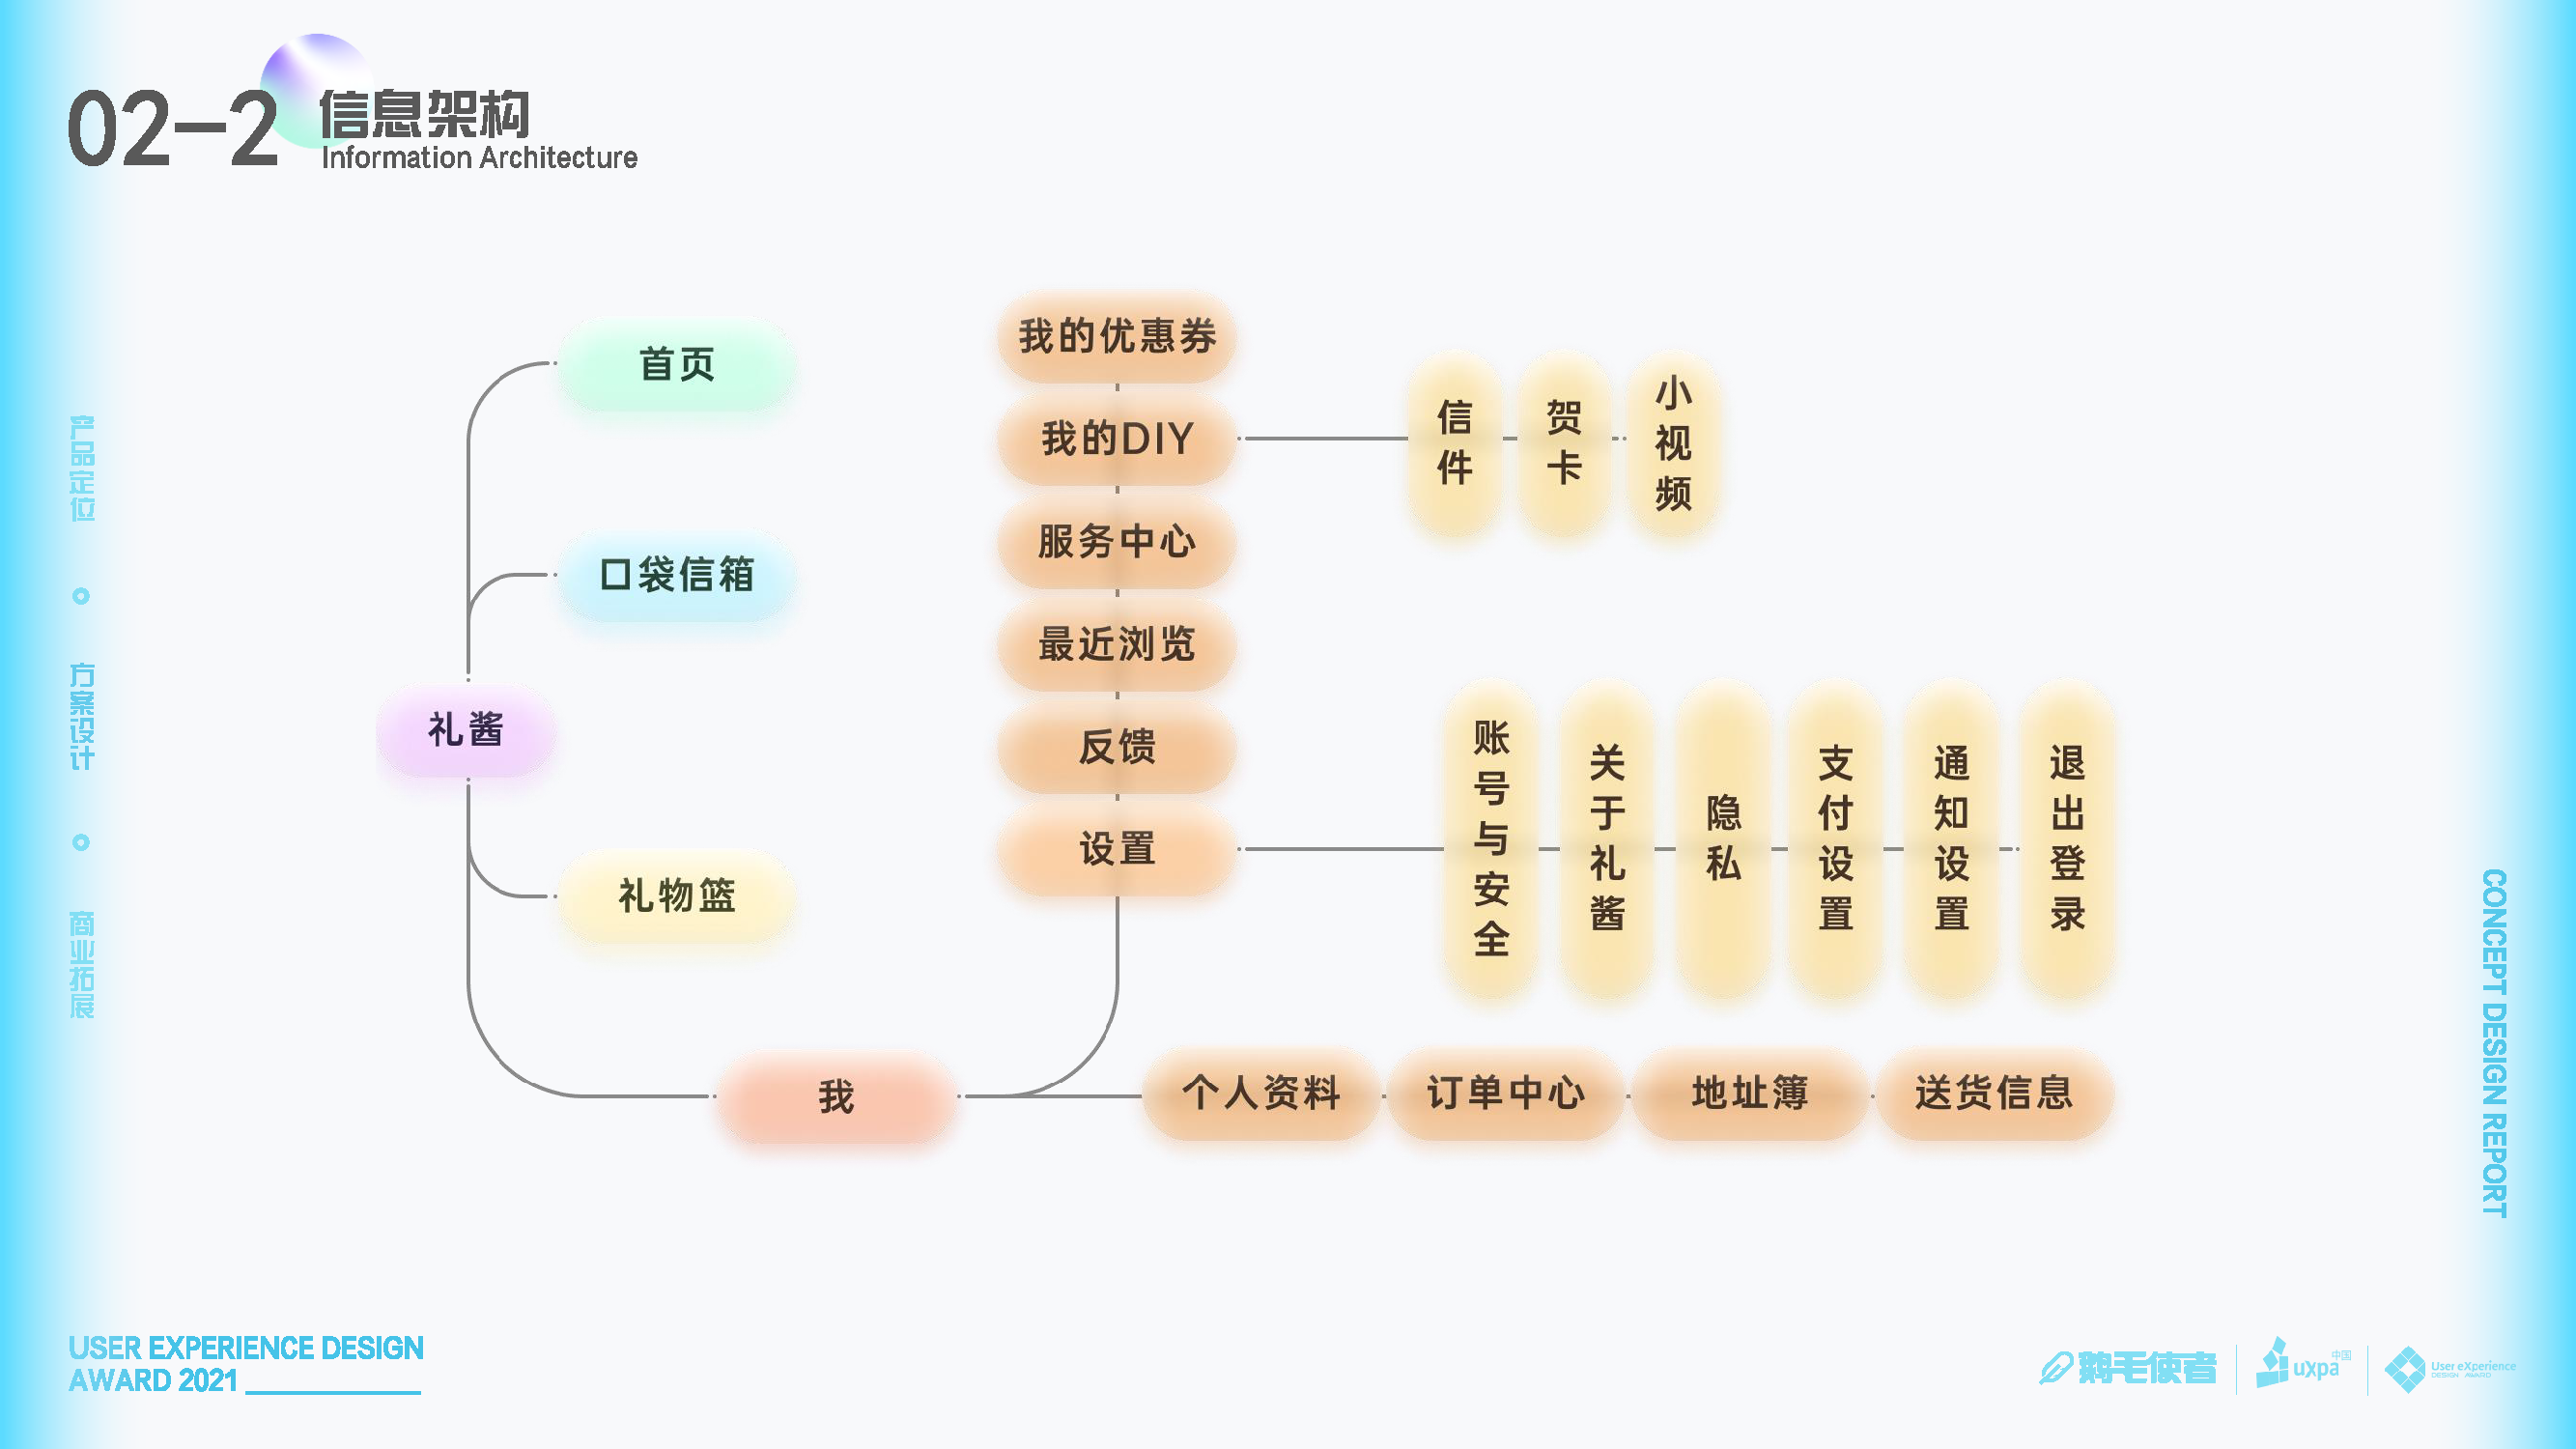 02-2
信息架构
Information Architecture
产品定位
方案设计
商业拓展
礼酱
首页
口袋信箱
礼物篮
我
我的优惠券
我的DIY
服务中心
最近浏览
反馈
设置
信件
贺卡
小视频
账号与安全
关于礼酱
隐私
支付设置
通知设置
退出登录
个人资料
订单中心
地址簿
送货信息
CONCEPT DESIGN REPORT
USER EXPERIENCE DESIGN
AWARD 2021
鹅毛使者
uxpa中国
User eXperience
DESIGN AWARD